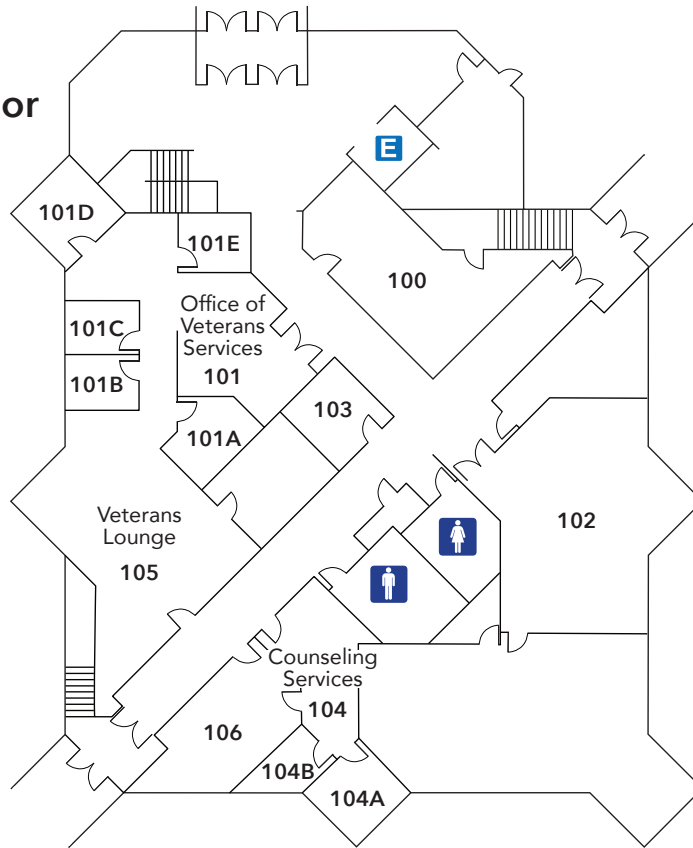 or
E
101D
101E
100
Office of
Veterans
Services
101
101C
101B
103
101A
102
Veterans
Lounge
105
Counseling
Services
104
106
104B
104A